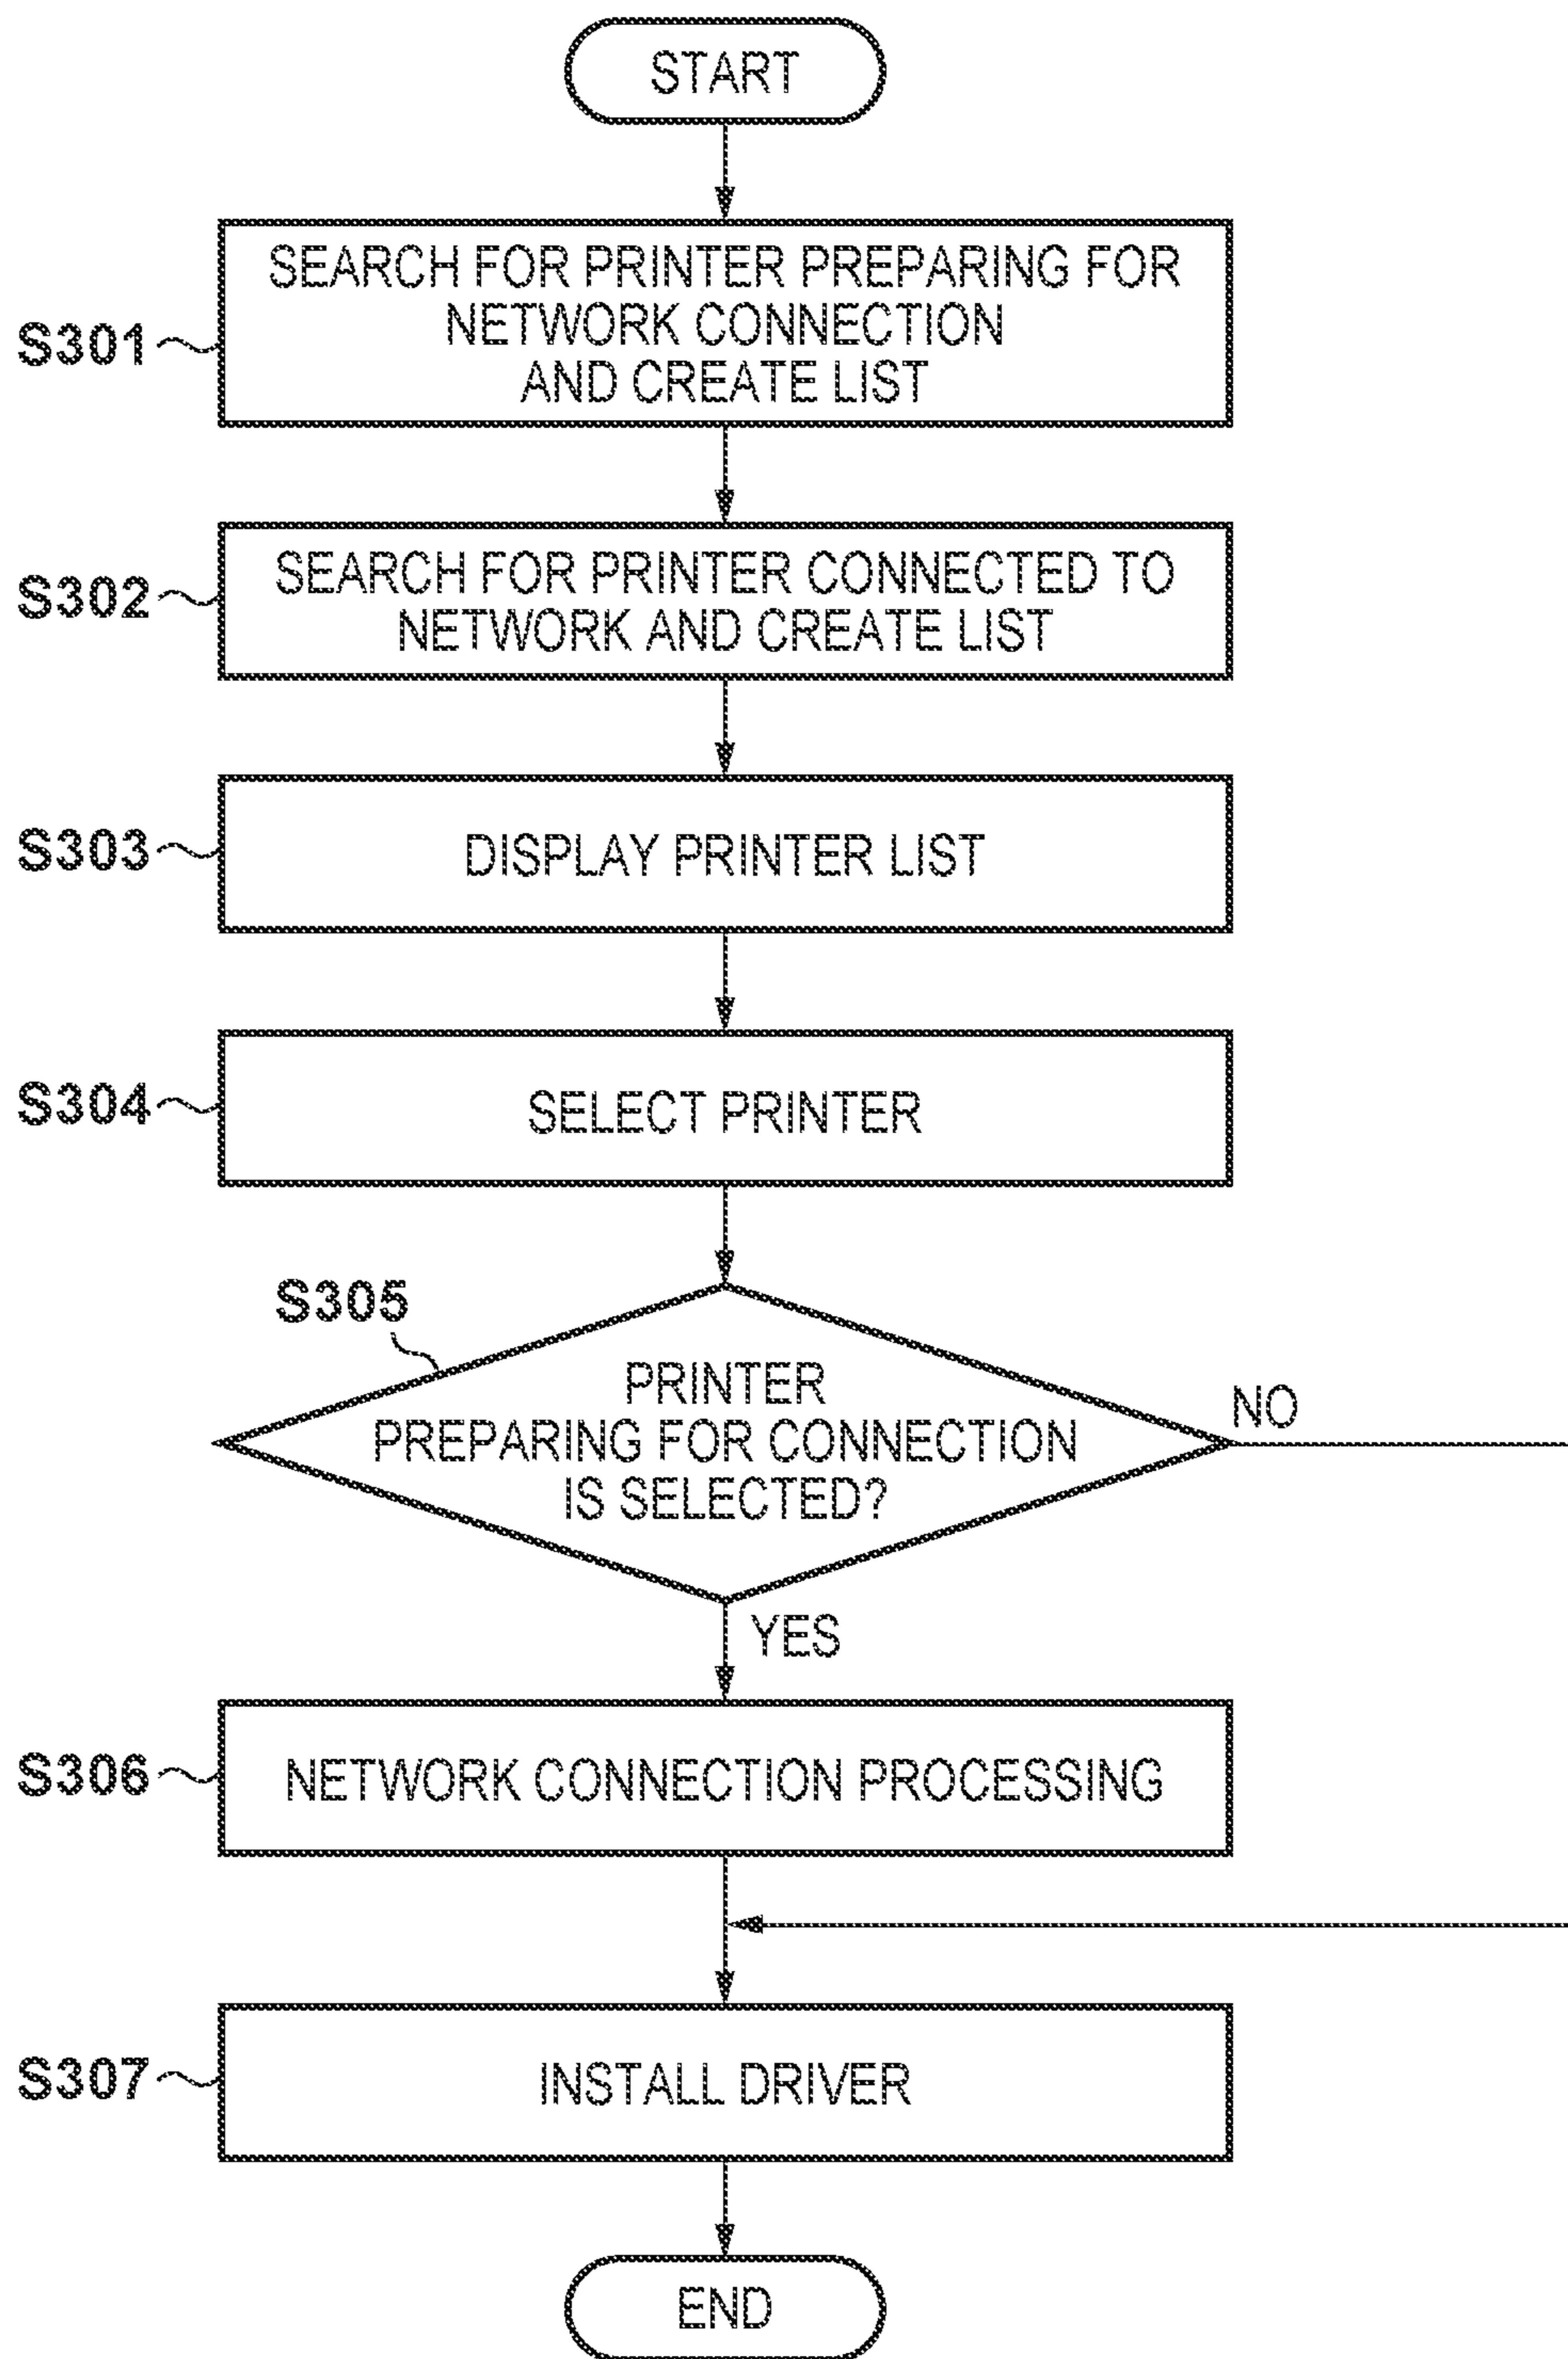 START
SEARCH FOR PRINTER PREPARING FOR
NETWORK CONNECTION
AND CREATE LIST
S301
SEARCH FOR PRINTER CONNECTED TO
NETWORK AND CREATE LIST
S302
DISPLAY PRINTER LIST
S303
SELECT PRINTER
S304
S305
PRINTER
PREPARING FOR CONNECTION
IS SELECTED?
NO
YES
NETWORK CONNECTION PROCESSING
S306
INSTALL DRIVER
S307
END